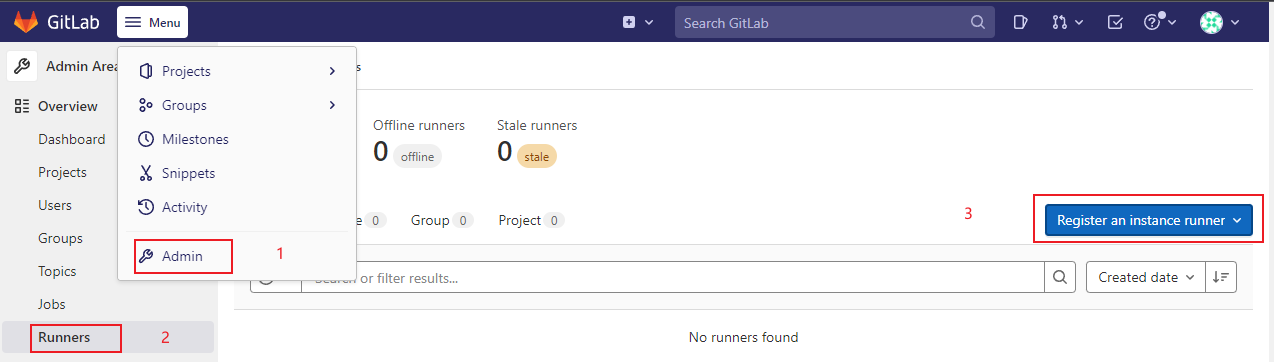 GitLab Menu Search GitLab
Admin Area
Projects
Groups
Milestones
Snippets
Activity
Admin 1
Overview
Dashboard
Projects
Users
Groups
Topics
Jobs
Runners 2
Offline runners Stale runners
0 offline 0 stale
0 Group 0 Project 0 3 Register an instance runner
Search or filter results... Created date
No runners found